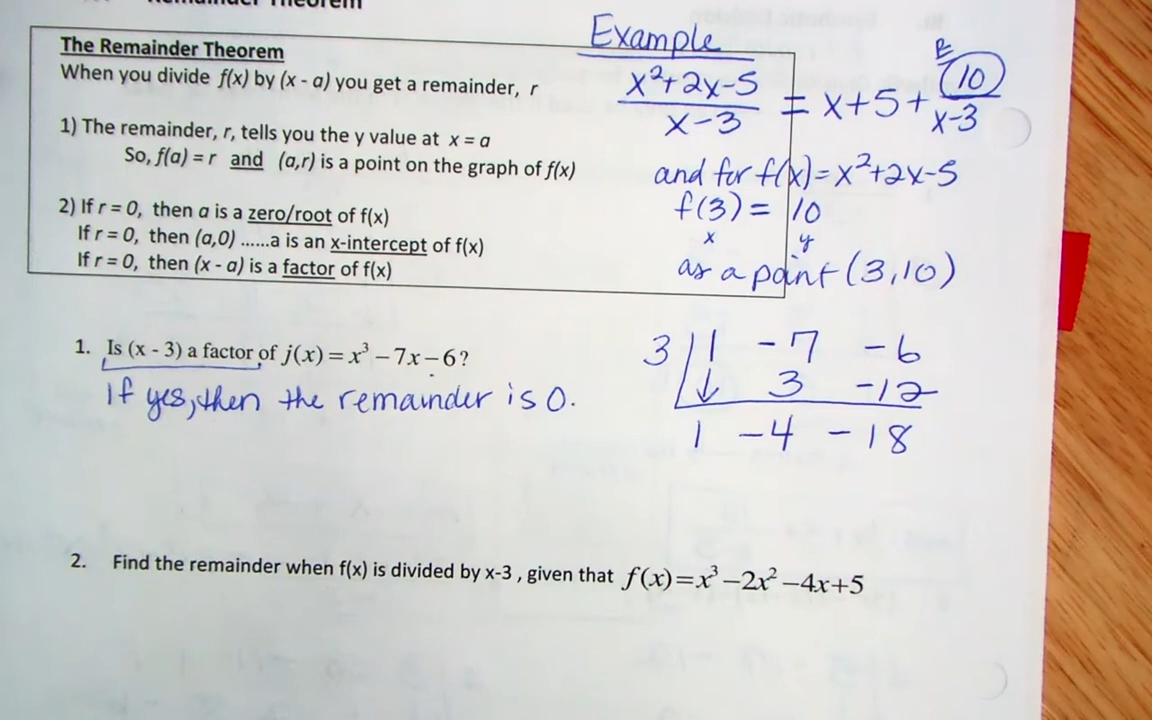 Remainder Theorem
The Remainder Theorem
When you divide f(x) by (x - a) you get a remainder, r
1) The remainder, r, tells you the y value at x = a
So, f(a) = r and (a,r) is a point on the graph of f(x)
2) If r = 0, then a is a zero/root of f(x)
If r = 0, then (a,0) ......a is an x-intercept of f(x)
If r = 0, then (x - a) is a factor of f(x)
Example
R
x²+2x-5 / x-3 = x+5+ 10 / x-3
and for f(x)=x²+2x-5
f(3) = 10
x y
as a point (3,10)
1. Is (x - 3) a factor of j(x) = x³ – 7x – 6?
If yes, then the remainder is 0.
3 | 1 -7 -6
↓ 3 -12
1 -4 -18
2. Find the remainder when f(x) is divided by x-3 , given that f(x)=x³–2x²–4x+5